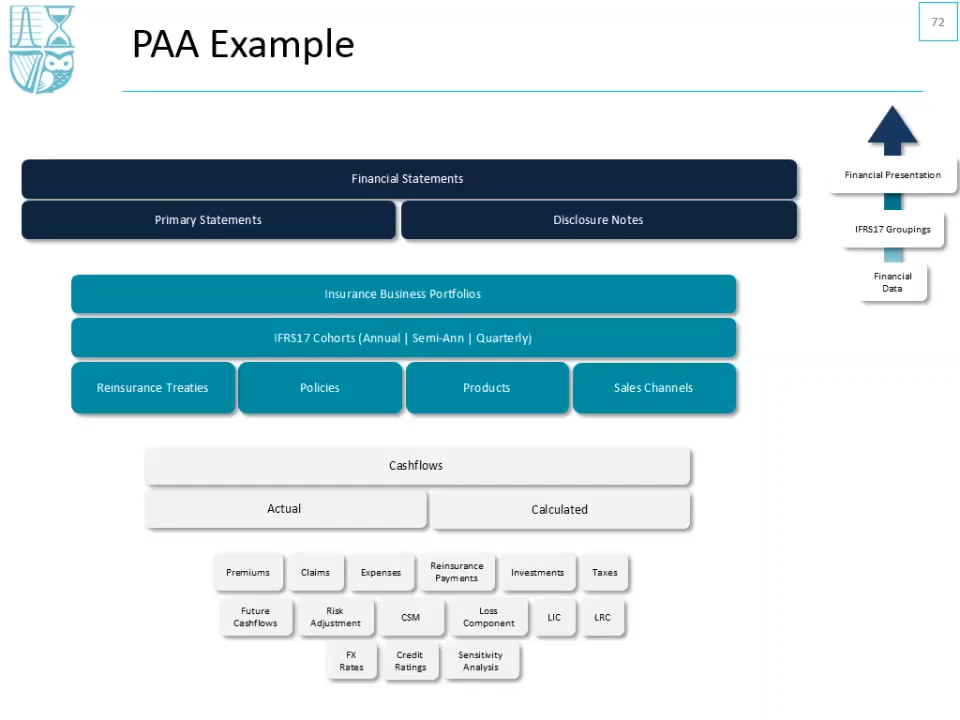 72
PAA Example
Financial Statements
Primary Statements
Disclosure Notes
Financial Presentation
IFRS17 Groupings
Financial
Data
Insurance Business Portfolios
IFRS17 Cohorts (Annual | Semi-Ann | Quarterly)
Reinsurance Treaties
Policies
Products
Sales Channels
Cashflows
Actual
Calculated
Premiums
Claims
Expenses
Reinsurance
Payments
Investments
Taxes
Future
Cashflows
Risk
Adjustment
CSM
Loss
Component
LIC
LRC
FX
Rates
Credit
Ratings
Sensitivity
Analysis